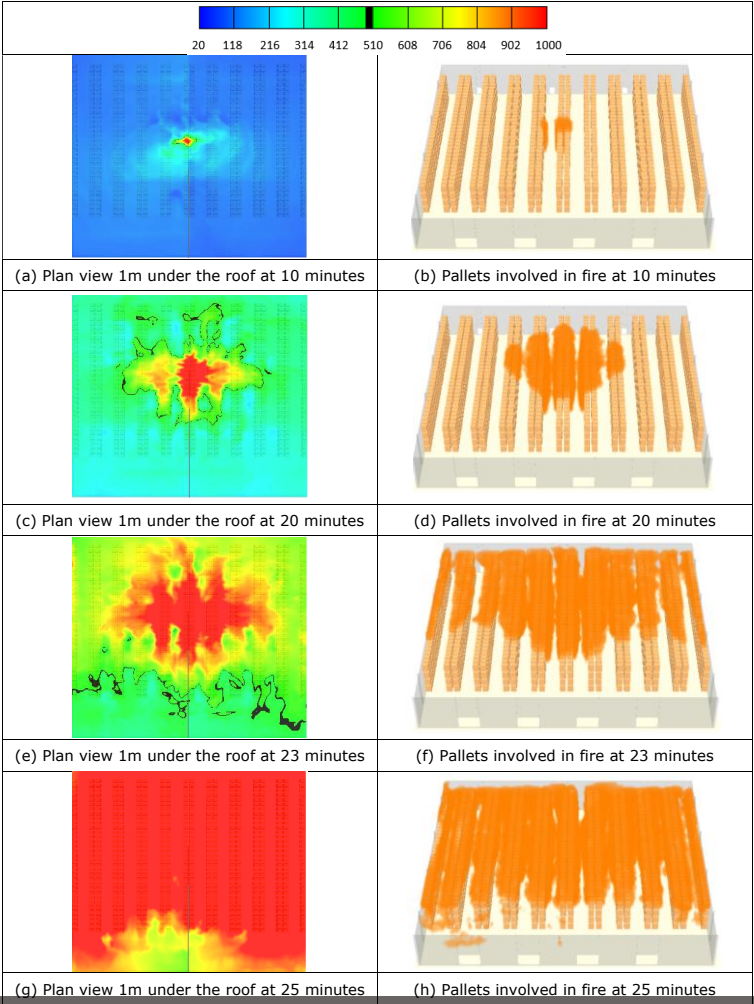 20 118 216 314 412 510 608 706 804 902 1000
(a) Plan view 1m under the roof at 10 minutes (b) Pallets involved in fire at 10 minutes
(c) Plan view 1m under the roof at 20 minutes (d) Pallets involved in fire at 20 minutes
(e) Plan view 1m under the roof at 23 minutes (f) Pallets involved in fire at 23 minutes
(g) Plan view 1m under the roof at 25 minutes (h) Pallets involved in fire at 25 minutes